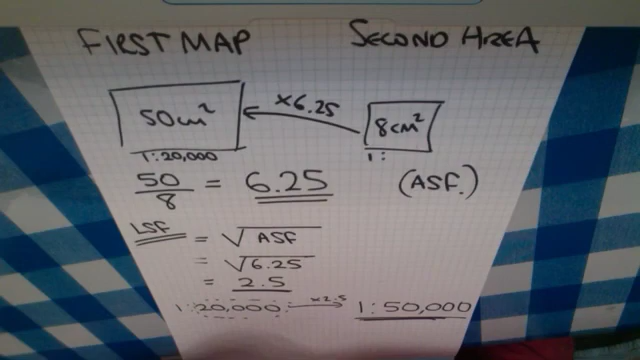 FIRST MAP SECOND AREA
50cm² ×6.25 8cm²
1:20,000 1:
50/8 = 6.25 (ASF.)
LSF = √ASF
= √6.25
= 2.5
1:20,000 ×2.5 1:50,000